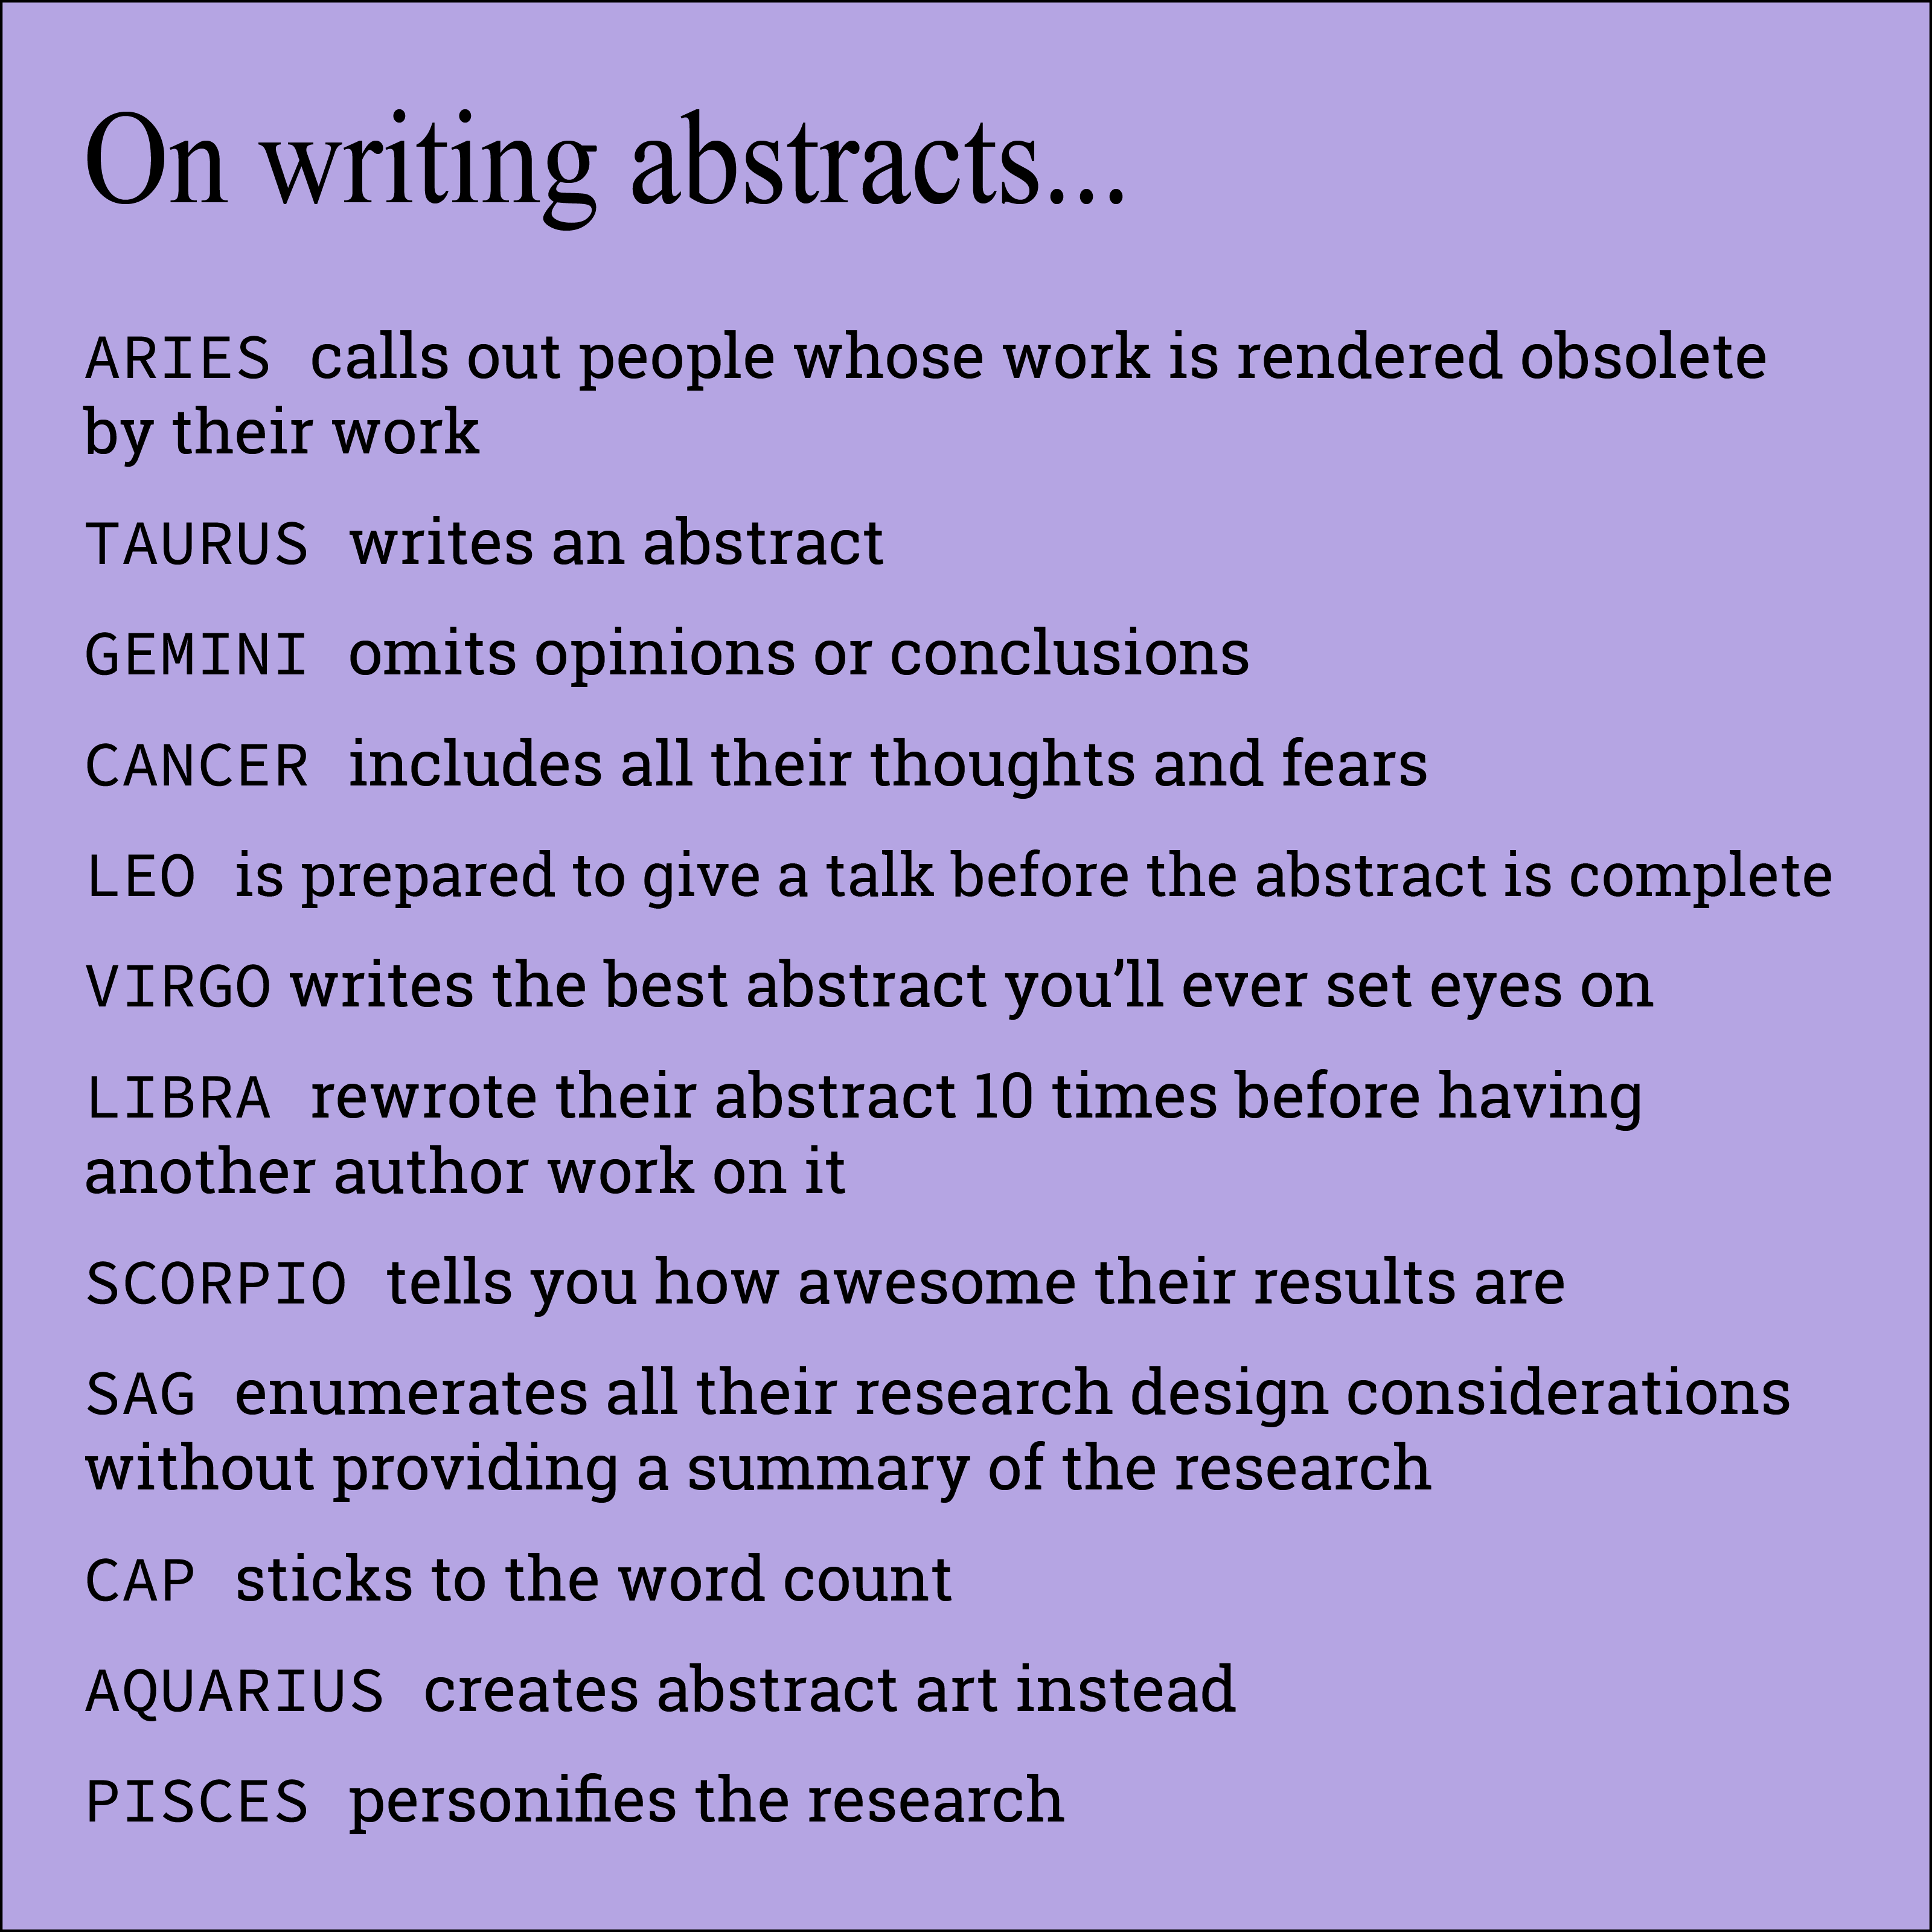 On writing abstracts...
ARIES calls out people whose work is rendered obsolete
by their work
TAURUS writes an abstract
GEMINI omits opinions or conclusions
CANCER includes all their thoughts and fears
LEO is prepared to give a talk before the abstract is complete
VIRGO writes the best abstract you’ll ever set eyes on
LIBRA rewrote their abstract 10 times before having
another author work on it
SCORPIO tells you how awesome their results are
SAG enumerates all their research design considerations
without providing a summary of the research
CAP sticks to the word count
AQUARIUS creates abstract art instead
PISCES personifies the research